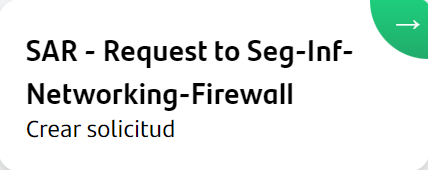 SAR - Request to Seg-Inf-
Networking-Firewall
Crear solicitud